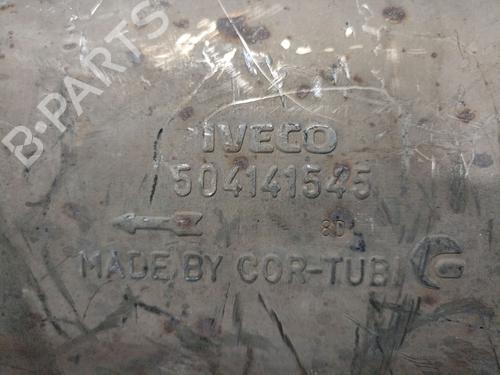 B-PARTS
IVECO
504141545
8D
MADE BY COR-TUBI G